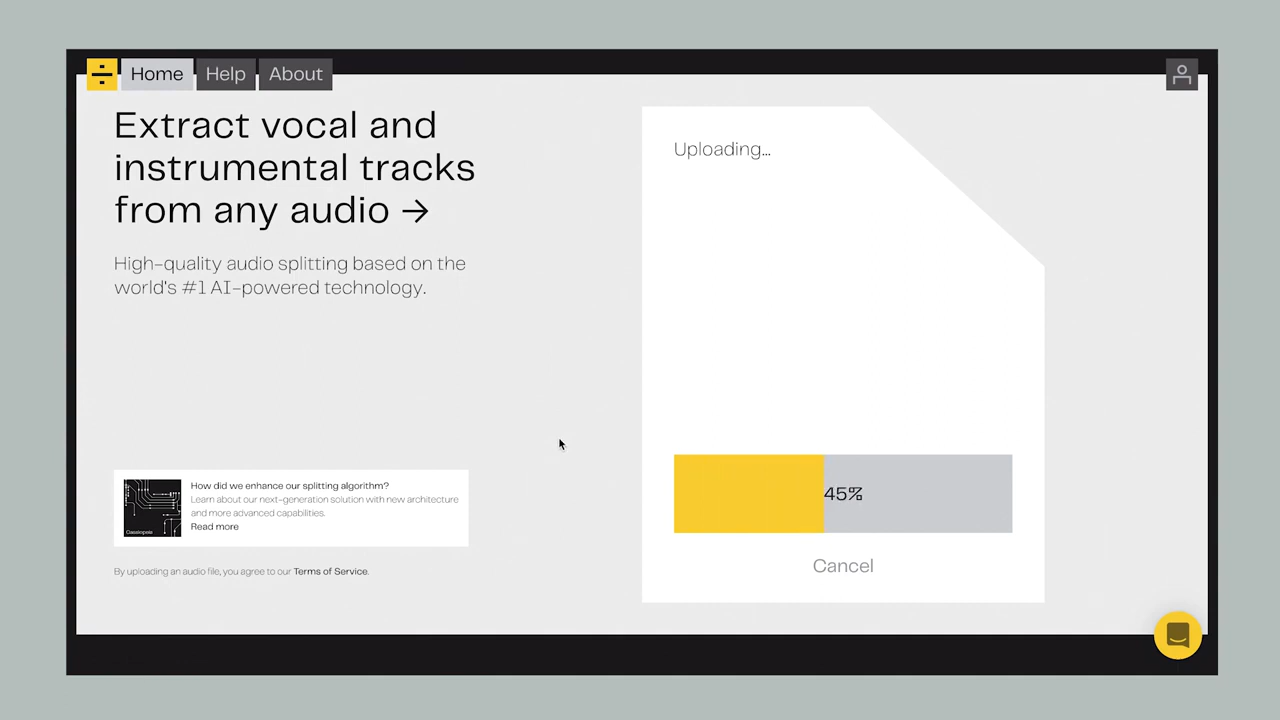 Home Help About
Extract vocal and
instrumental tracks
from any audio →
High-quality audio splitting based on the
world's #1 AI-powered technology.
Uploading...
45%
Cancel
How did we enhance our splitting algorithm?
Learn about our next-generation solution with new architecture
and more advanced capabilities.
Read more
Cassiopeia
By uploading an audio file, you agree to our Terms of Service.